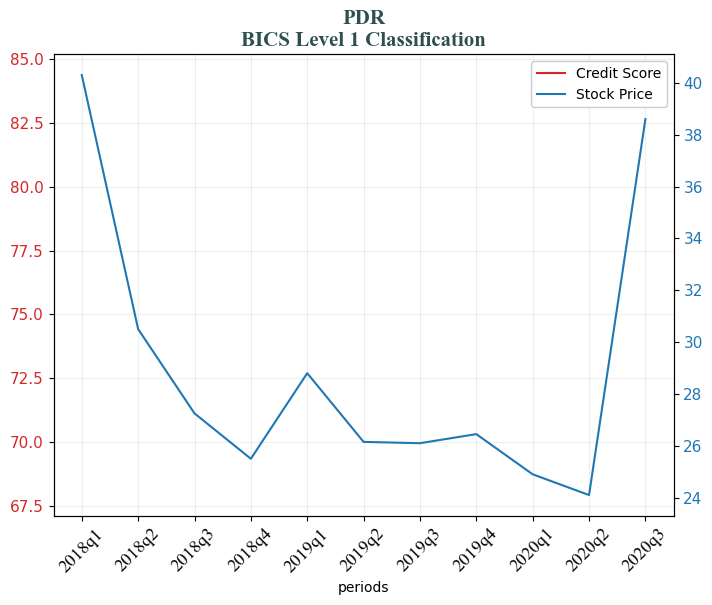 PDR
BICS Level 1 Classification
Credit Score
Stock Price
85.0
82.5
80.0
77.5
75.0
72.5
70.0
67.5
40
38
36
34
32
30
28
26
24
2018q1
2018q2
2018q3
2018q4
2019q1
2019q2
2019q3
2019q4
2020q1
2020q2
2020q3
periods